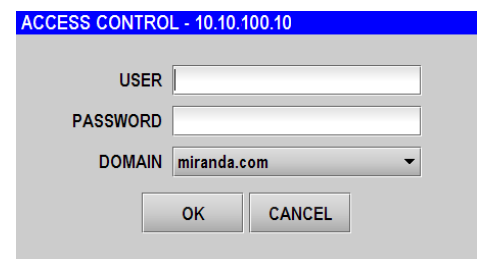 ACCESS CONTROL - 10.10.100.10
USER
PASSWORD
DOMAIN miranda.com
OK CANCEL